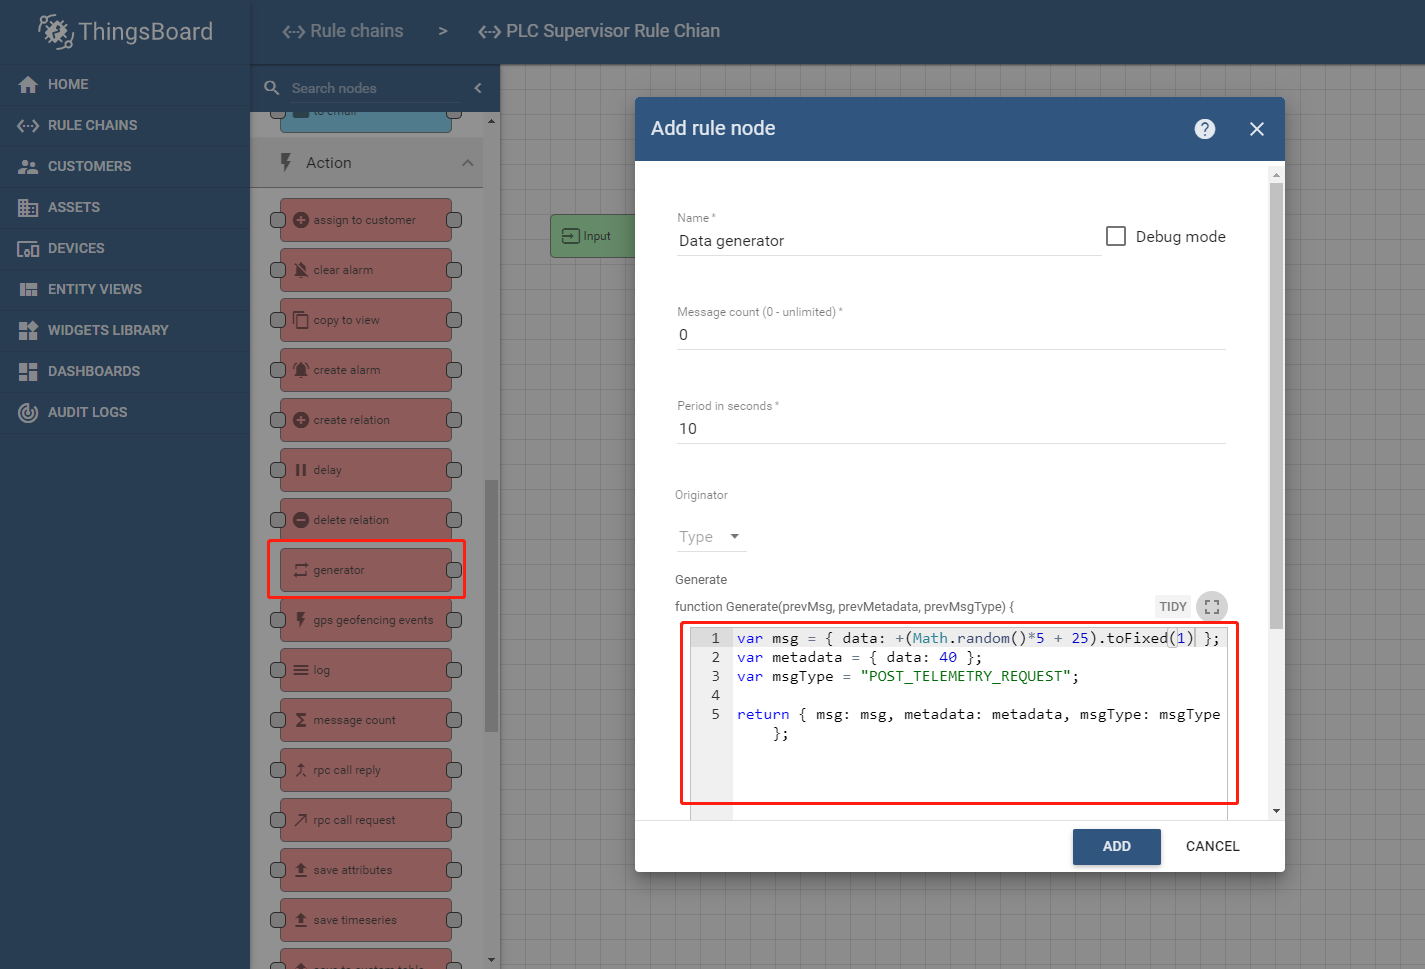 ThingsBoard
Rule chains > PLC Supervisor Rule Chian
HOME
RULE CHAINS
CUSTOMERS
ASSETS
DEVICES
ENTITY VIEWS
WIDGETS LIBRARY
DASHBOARDS
AUDIT LOGS
Search nodes
to email
Action
assign to customer
clear alarm
copy to view
create alarm
create relation
delay
delete relation
generator
gps geofencing events
log
message count
rpc call reply
rpc call request
save attributes
save timeseries
save to custom table
Input
Add rule node
Name *
Data generator
Debug mode
Message count (0 - unlimited) *
0
Period in seconds *
10
Originator
Type
Generate
function Generate(prevMsg, prevMetadata, prevMsgType) {
TIDY
1 var msg = { data: +(Math.random()*5 + 25).toFixed(1) };
2 var metadata = { data: 40 };
3 var msgType = "POST_TELEMETRY_REQUEST";
4
5 return { msg: msg, metadata: metadata, msgType: msgType
};
ADD
CANCEL